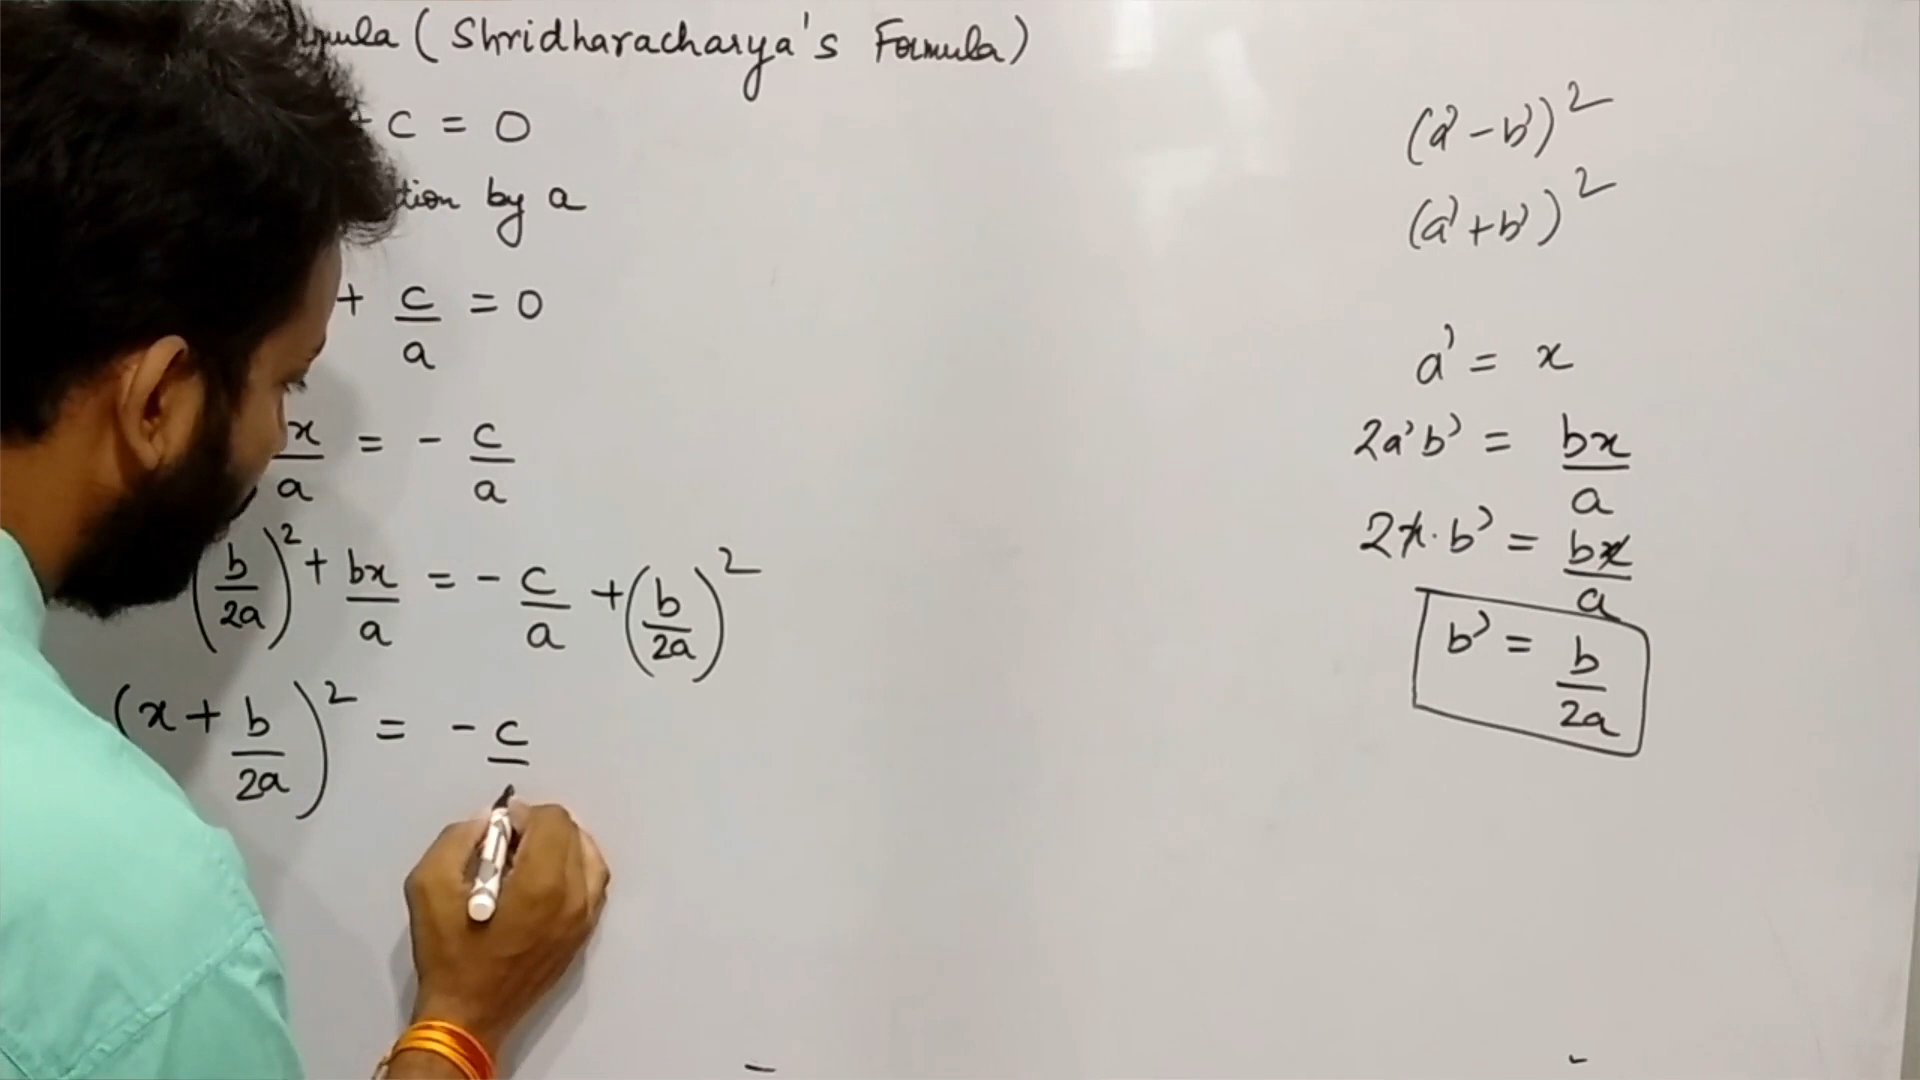 (Shridharacharya's Formula)
+ c = 0
by a
+ c/a = 0
x/a = - c/a
(b/2a)² + bx/a = - c/a + (b/2a)²
(x + b/2a)² = - c
(a' - b')²
(a' + b')²
a' = x
2a'b' = bx/a
2x·b' = bx/a
b' = b/2a